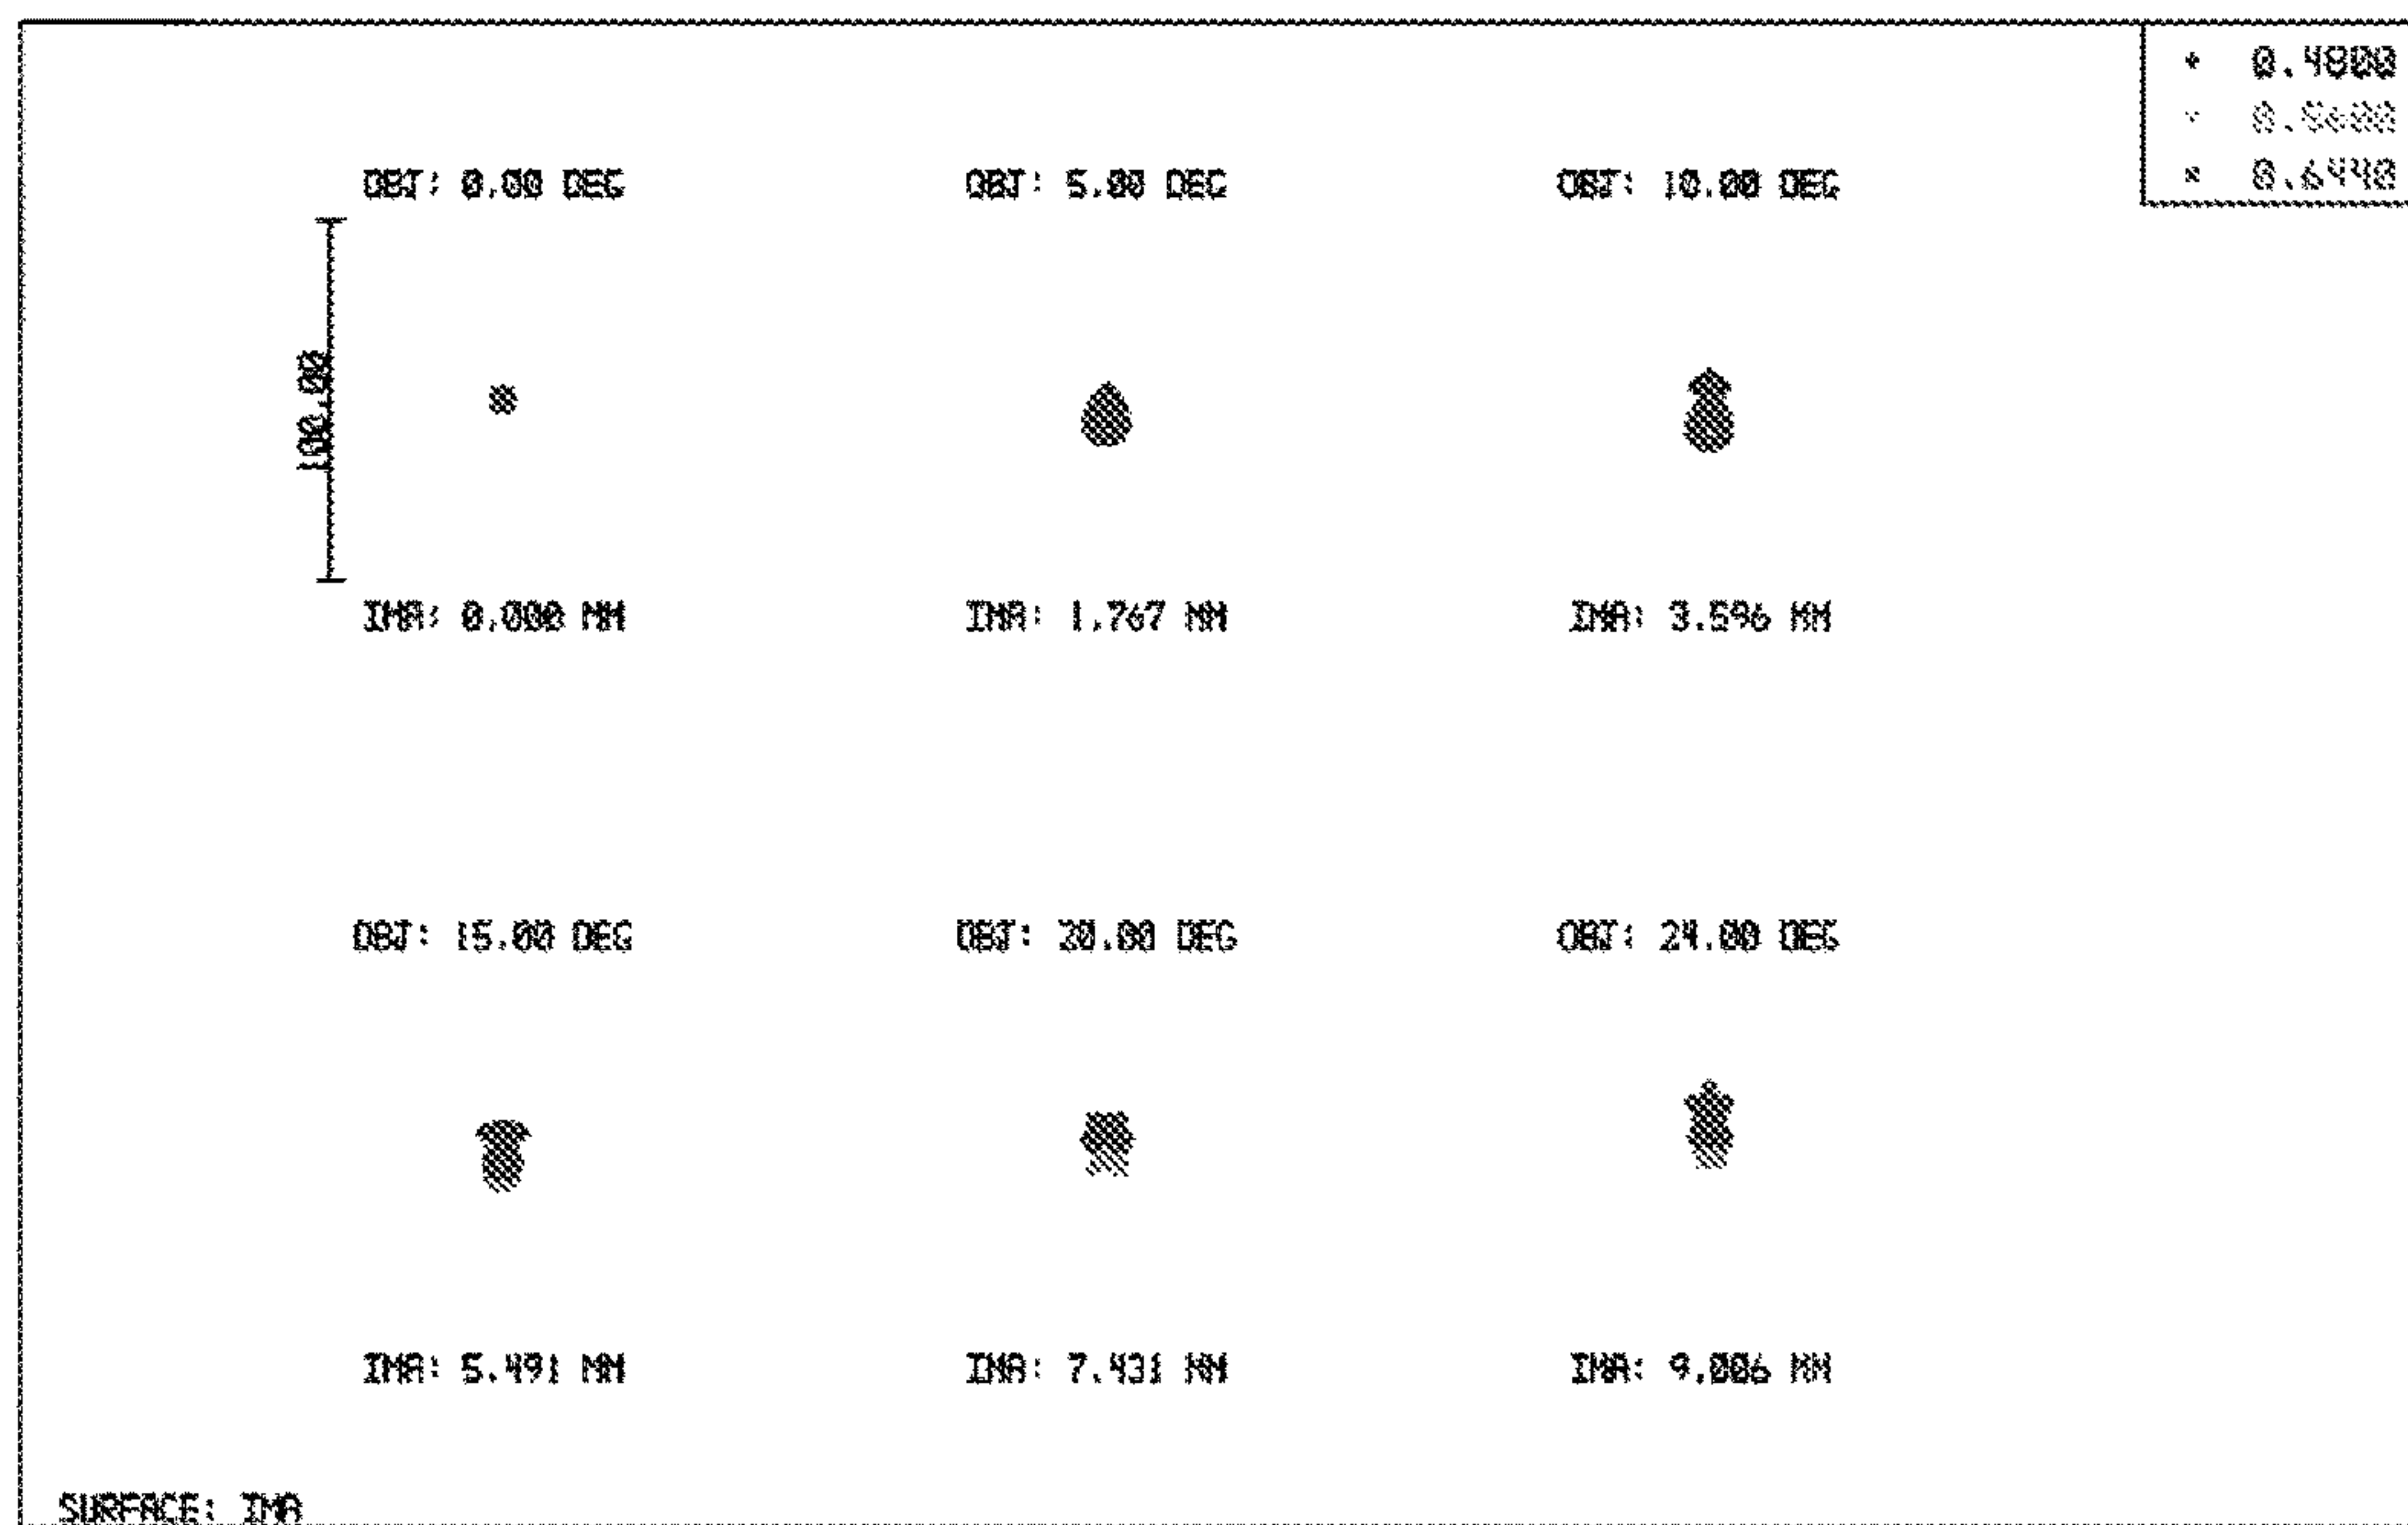 0.4800
0.5600
0.6440
OBJ: 0.00 DEG
OBJ: 5.00 DEG
OBJ: 10.00 DEG
100.00
IMA: 0.000 MM
IMA: 1.767 MM
IMA: 3.596 MM
OBJ: 15.00 DEG
OBJ: 20.00 DEG
OBJ: 24.00 DEG
IMA: 5.491 MM
IMA: 7.431 MM
IMA: 9.006 MM
SURFACE: IMA